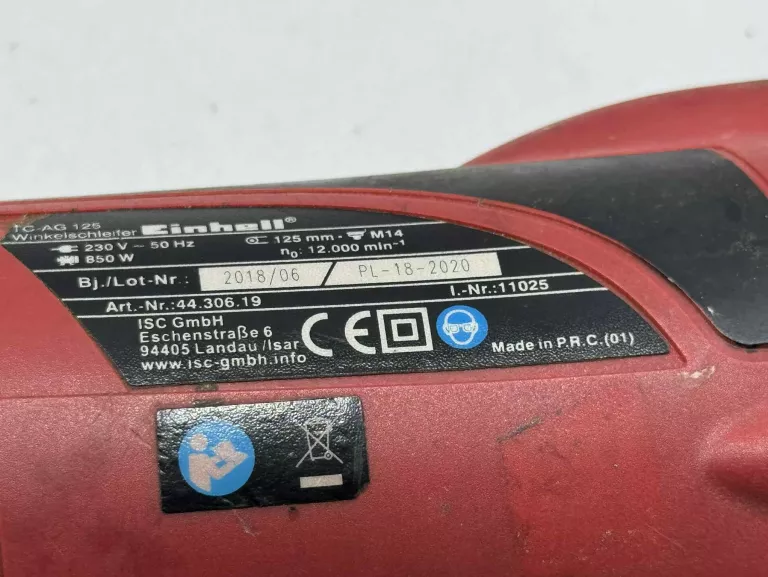 TC-AG 125
Winkelschleifer Einhell®
230 V ~ 50 Hz 125 mm · M14
850 W n₀: 12.000 min⁻¹
Bj./Lot-Nr.: 2018/06 / PL-18-2020
Art.-Nr.:44.306.19 I.-Nr.:11025
ISC GmbH
Eschenstraße 6
94405 Landau/Isar
www.isc-gmbh.info
CE
Made in P.R.C.(01)